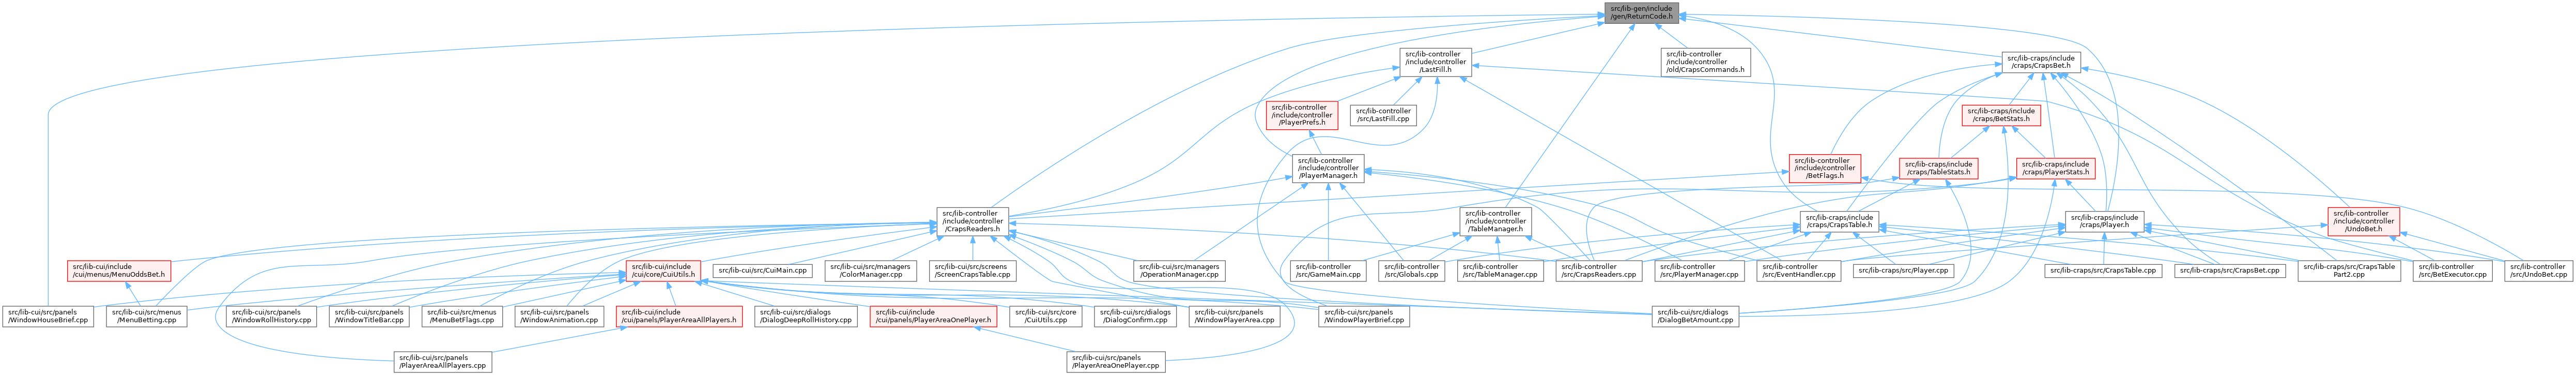 src/lib-gen/include
/gen/ReturnCode.h
src/lib-controller
/include/controller
/LastFill.h
src/lib-controller
/include/controller
/old/CrapsCommands.h
src/lib-craps/include
/craps/CrapsBet.h
src/lib-controller
/include/controller
/PlayerPrefs.h
src/lib-controller
/src/LastFill.cpp
src/lib-craps/include
/craps/BetStats.h
src/lib-controller
/include/controller
/PlayerManager.h
src/lib-controller
/include/controller
/BetFlags.h
src/lib-craps/include
/craps/TableStats.h
src/lib-craps/include
/craps/PlayerStats.h
src/lib-controller
/include/controller
/CrapsReaders.h
src/lib-controller
/include/controller
/TableManager.h
src/lib-craps/include
/craps/CrapsTable.h
src/lib-craps/include
/craps/Player.h
src/lib-controller
/include/controller
/UndoBet.h
src/lib-cui/include
/cui/menus/MenuOddsBet.h
src/lib-cui/include
/cui/core/CuiUtils.h
src/lib-cui/src/CuiMain.cpp
src/lib-cui/src/managers
/ColorManager.cpp
src/lib-cui/src/screens
/ScreenCrapsTable.cpp
src/lib-cui/src/managers
/OperationManager.cpp
src/lib-controller
/src/GameMain.cpp
src/lib-controller
/src/Globals.cpp
src/lib-controller
/src/TableManager.cpp
src/lib-controller
/src/CrapsReaders.cpp
src/lib-controller
/src/PlayerManager.cpp
src/lib-controller
/src/EventHandler.cpp
src/lib-craps/src/Player.cpp
src/lib-craps/src/CrapsTable.cpp
src/lib-craps/src/CrapsBet.cpp
src/lib-craps/src/CrapsTable
Part2.cpp
src/lib-controller
/src/BetExecutor.cpp
src/lib-controller
/src/UndoBet.cpp
src/lib-cui/src/panels
/WindowHouseBrief.cpp
src/lib-cui/src/menus
/MenuBetting.cpp
src/lib-cui/src/panels
/WindowRollHistory.cpp
src/lib-cui/src/panels
/WindowTitleBar.cpp
src/lib-cui/src/menus
/MenuBetFlags.cpp
src/lib-cui/src/panels
/WindowAnimation.cpp
src/lib-cui/include
/cui/panels/PlayerAreaAllPlayers.h
src/lib-cui/src/dialogs
/DialogDeepRollHistory.cpp
src/lib-cui/include
/cui/panels/PlayerAreaOnePlayer.h
src/lib-cui/src/core
/CuiUtils.cpp
src/lib-cui/src/dialogs
/DialogConfirm.cpp
src/lib-cui/src/panels
/WindowPlayerArea.cpp
src/lib-cui/src/panels
/WindowPlayerBrief.cpp
src/lib-cui/src/dialogs
/DialogBetAmount.cpp
src/lib-cui/src/panels
/PlayerAreaAllPlayers.cpp
src/lib-cui/src/panels
/PlayerAreaOnePlayer.cpp